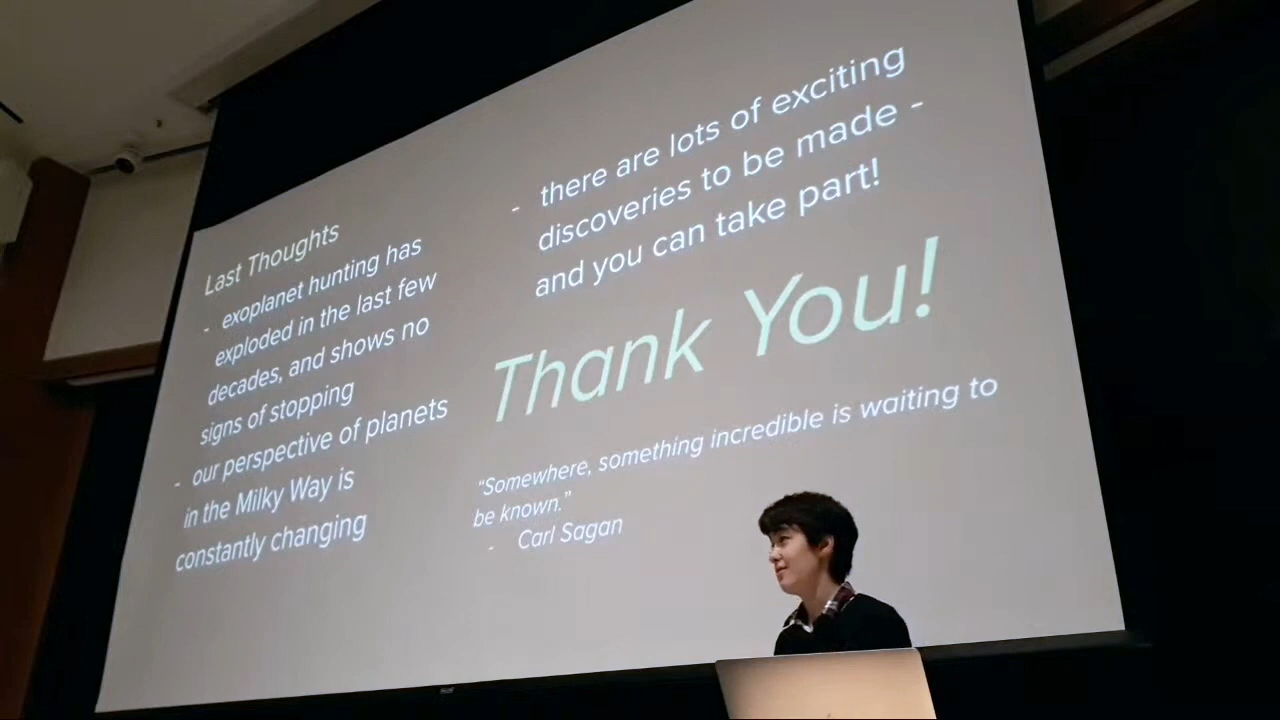 Last Thoughts
- exoplanet hunting has
exploded in the last few
decades, and shows no
signs of stopping
- our perspective of planets
in the Milky Way is
constantly changing
- there are lots of exciting
discoveries to be made -
and you can take part!
Thank You!
"Somewhere, something incredible is waiting to
be known."
- Carl Sagan